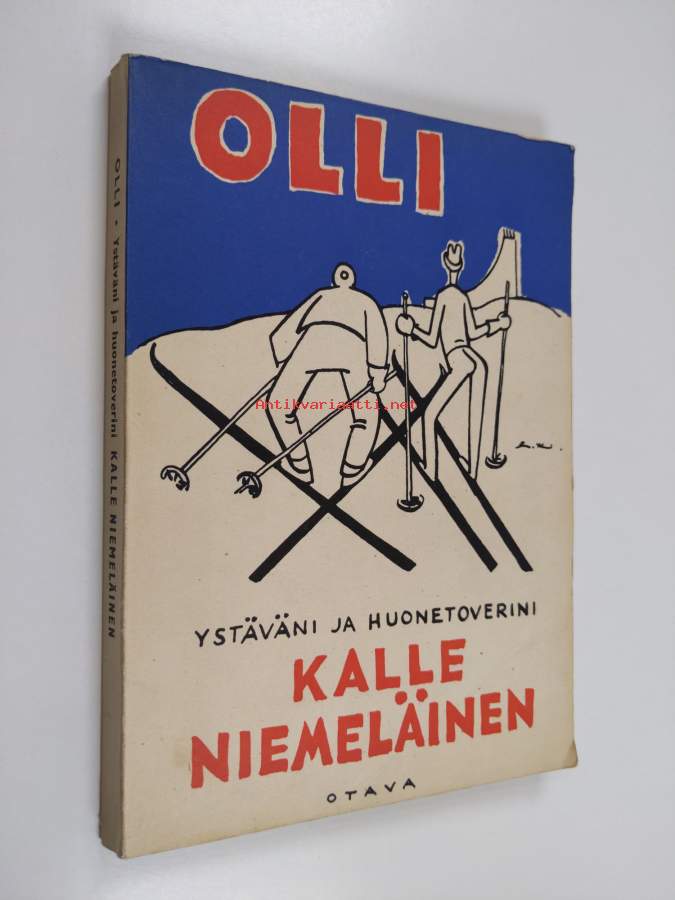 OLLI
Antikvariaatti.net
YSTÄVÄNI JA HUONETOVERINI
KALLE
NIEMELÄINEN
OTAVA
OLLI • Ystäväni ja huonetoverini KALLE NIEMELÄINEN